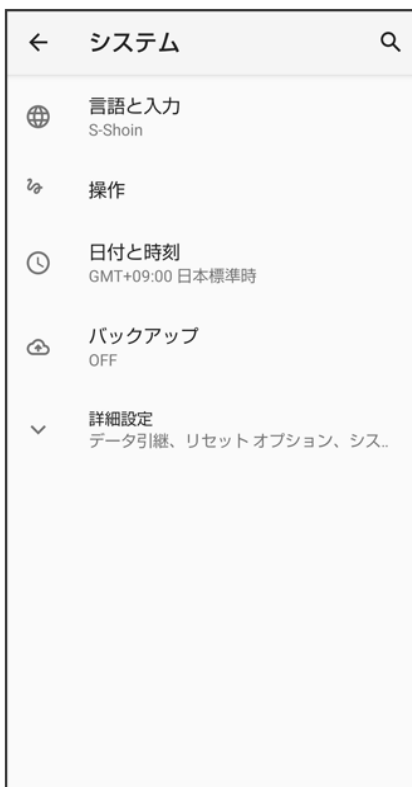 システム
言語と入力
S-Shoin
操作
日付と時刻
GMT+09:00 日本標準時
バックアップ
OFF
詳細設定
データ引継、リセット オプション、シス..